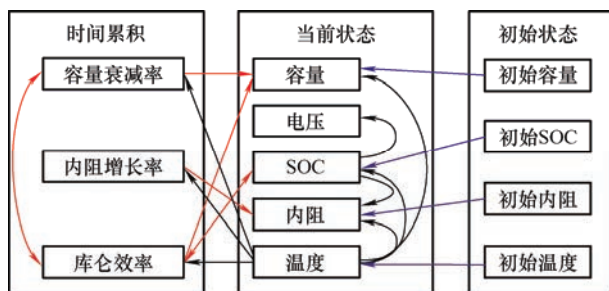 时间累积
当前状态
初始状态
容量衰减率
容量
初始容量
电压
初始SOC
内阻增长率
SOC
内阻
初始内阻
库仑效率
温度
初始温度